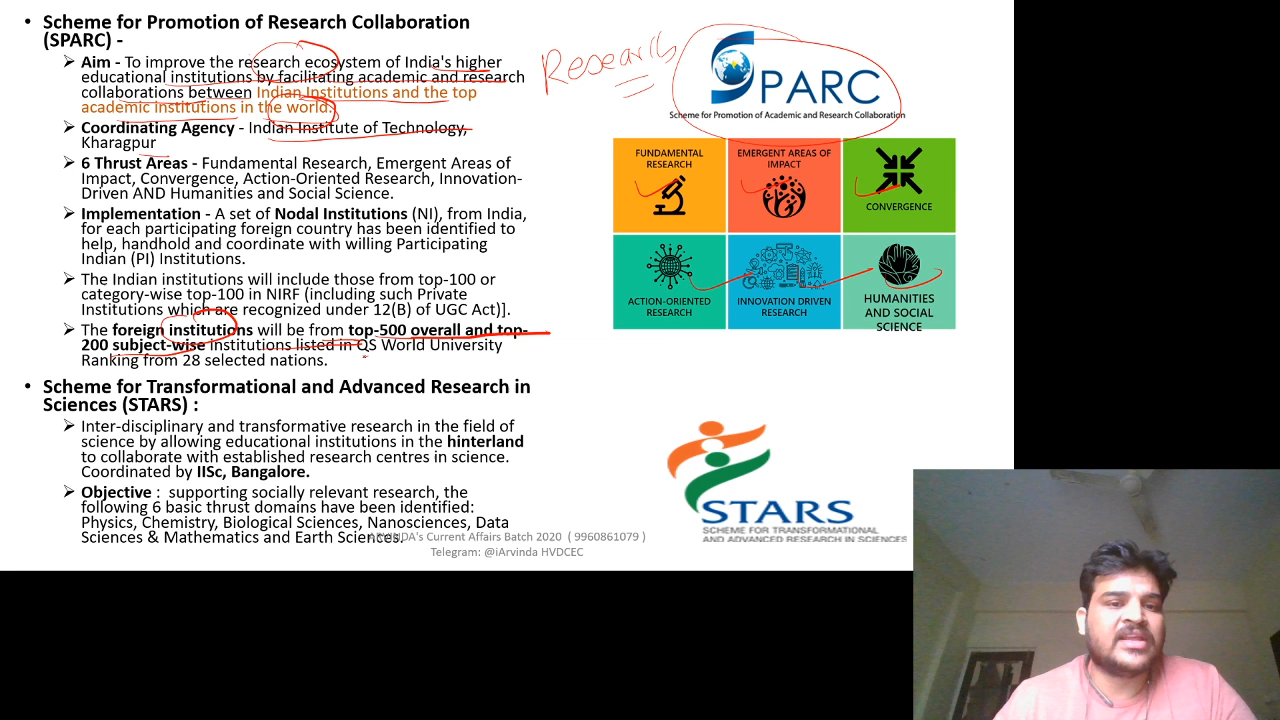 • Scheme for Promotion of Research Collaboration
(SPARC) -
➢ Aim - To improve the research ecosystem of India's higher
educational institutions by facilitating academic and research
collaborations between Indian Institutions and the top
academic institutions in the world.
➢ Coordinating Agency - Indian Institute of Technology,
Kharagpur
➢ 6 Thrust Areas - Fundamental Research, Emergent Areas of
Impact, Convergence, Action-Oriented Research, Innovation-
Driven AND Humanities and Social Science.
➢ Implementation - A set of Nodal Institutions (NI), from India,
for each participating foreign country has been identified to
help, handhold and coordinate with willing Participating
Indian (PI) Institutions.
➢ The Indian institutions will include those from top-100 or
category-wise top-100 in NIRF (including such Private
Institutions which are recognized under 12(B) of UGC Act)].
➢ The foreign institutions will be from top-500 overall and top-
200 subject-wise institutions listed in QS World University
Ranking from 28 selected nations.
• Scheme for Transformational and Advanced Research in
Sciences (STARS) :
➢ Inter-disciplinary and transformative research in the field of
science by allowing educational institutions in the hinterland
to collaborate with established research centres in science.
Coordinated by IISc, Bangalore.
➢ Objective : supporting socially relevant research, the
following 6 basic thrust domains have been identified:
Physics, Chemistry, Biological Sciences, Nanosciences, Data
Sciences & Mathematics and Earth Sciences.
ARVINDA's Current Affairs Batch 2020 ( 9960861079 )
Telegram: @iArvinda HVDCEC
Research
SPARC
Scheme for Promotion of Academic and Research Collaboration
FUNDAMENTAL
RESEARCH
EMERGENT AREAS OF
IMPACT
CONVERGENCE
ACTION-ORIENTED
RESEARCH
INNOVATION DRIVEN
RESEARCH
HUMANITIES
AND SOCIAL
SCIENCE
STARS
SCHEME FOR TRANSFORMATIONAL
AND ADVANCED RESEARCH IN SCIENCES